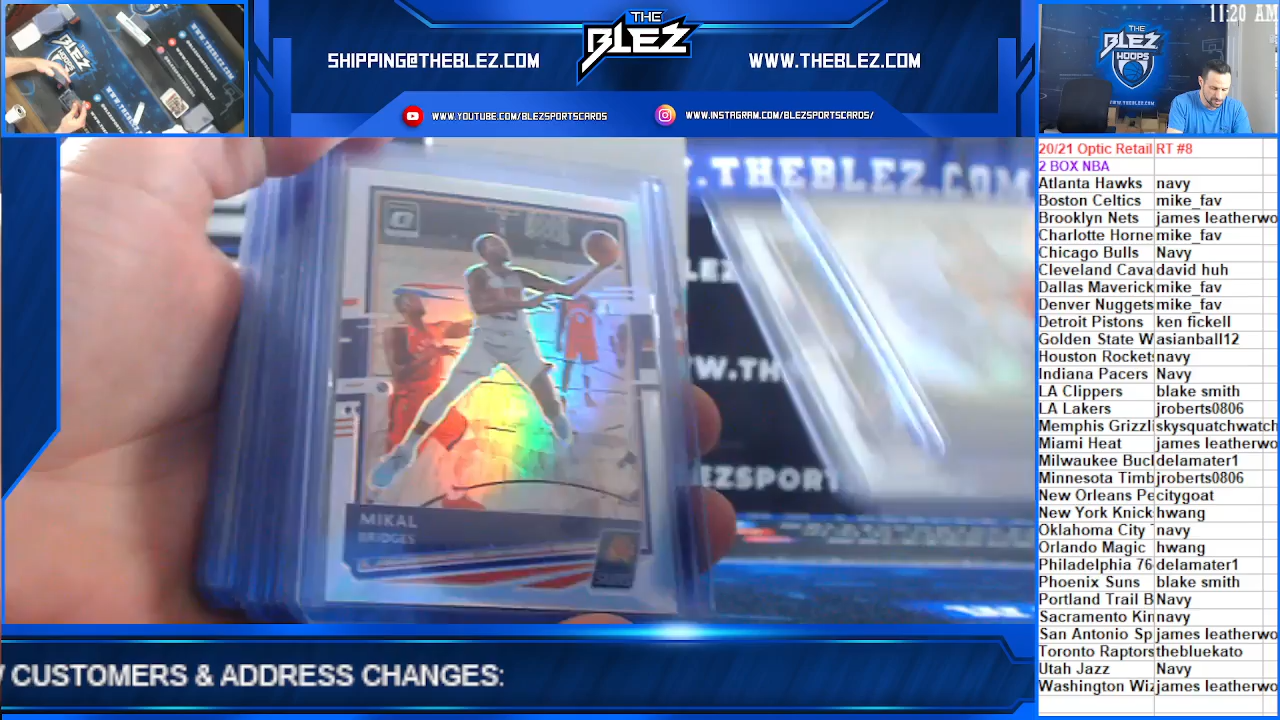 11:20 AM
THE
BLEZ
SHIPPING@THEBLEZ.COM
WWW.THEBLEZ.COM
WWW.YOUTUBE.COM/BLEZSPORTSCARDS
WWW.INSTAGRAM.COM/BLEZSPORTSCARDS/
THE
BLEZ
HOOPS
WWW.THEBLEZ.COM
.THEBLEZ.COM
MIKAL
BRIDGES
SUNS
EZSPORT
20/21 Optic Retail RT #8
2 BOX NBA
Atlanta Hawks navy
Boston Celtics mike_fav
Brooklyn Nets james leatherwo
Charlotte Horne mike_fav
Chicago Bulls Navy
Cleveland Cava david huh
Dallas Maverick mike_fav
Denver Nuggets mike_fav
Detroit Pistons ken fickell
Golden State W asianball12
Houston Rocket navy
Indiana Pacers Navy
LA Clippers blake smith
LA Lakers jroberts0806
Memphis Grizzl skysquatchwatch
Miami Heat james leatherwo
Milwaukee Buc delamater1
Minnesota Timb jroberts0806
New Orleans Pe citygoat
New York Knick hwang
Oklahoma City navy
Orlando Magic hwang
Philadelphia 76 delamater1
Phoenix Suns blake smith
Portland Trail B Navy
Sacramento Kin navy
San Antonio Sp james leatherwo
Toronto Raptors thebluekato
Utah Jazz Navy
Washington Wiz james leatherwo
CUSTOMERS & ADDRESS CHANGES: